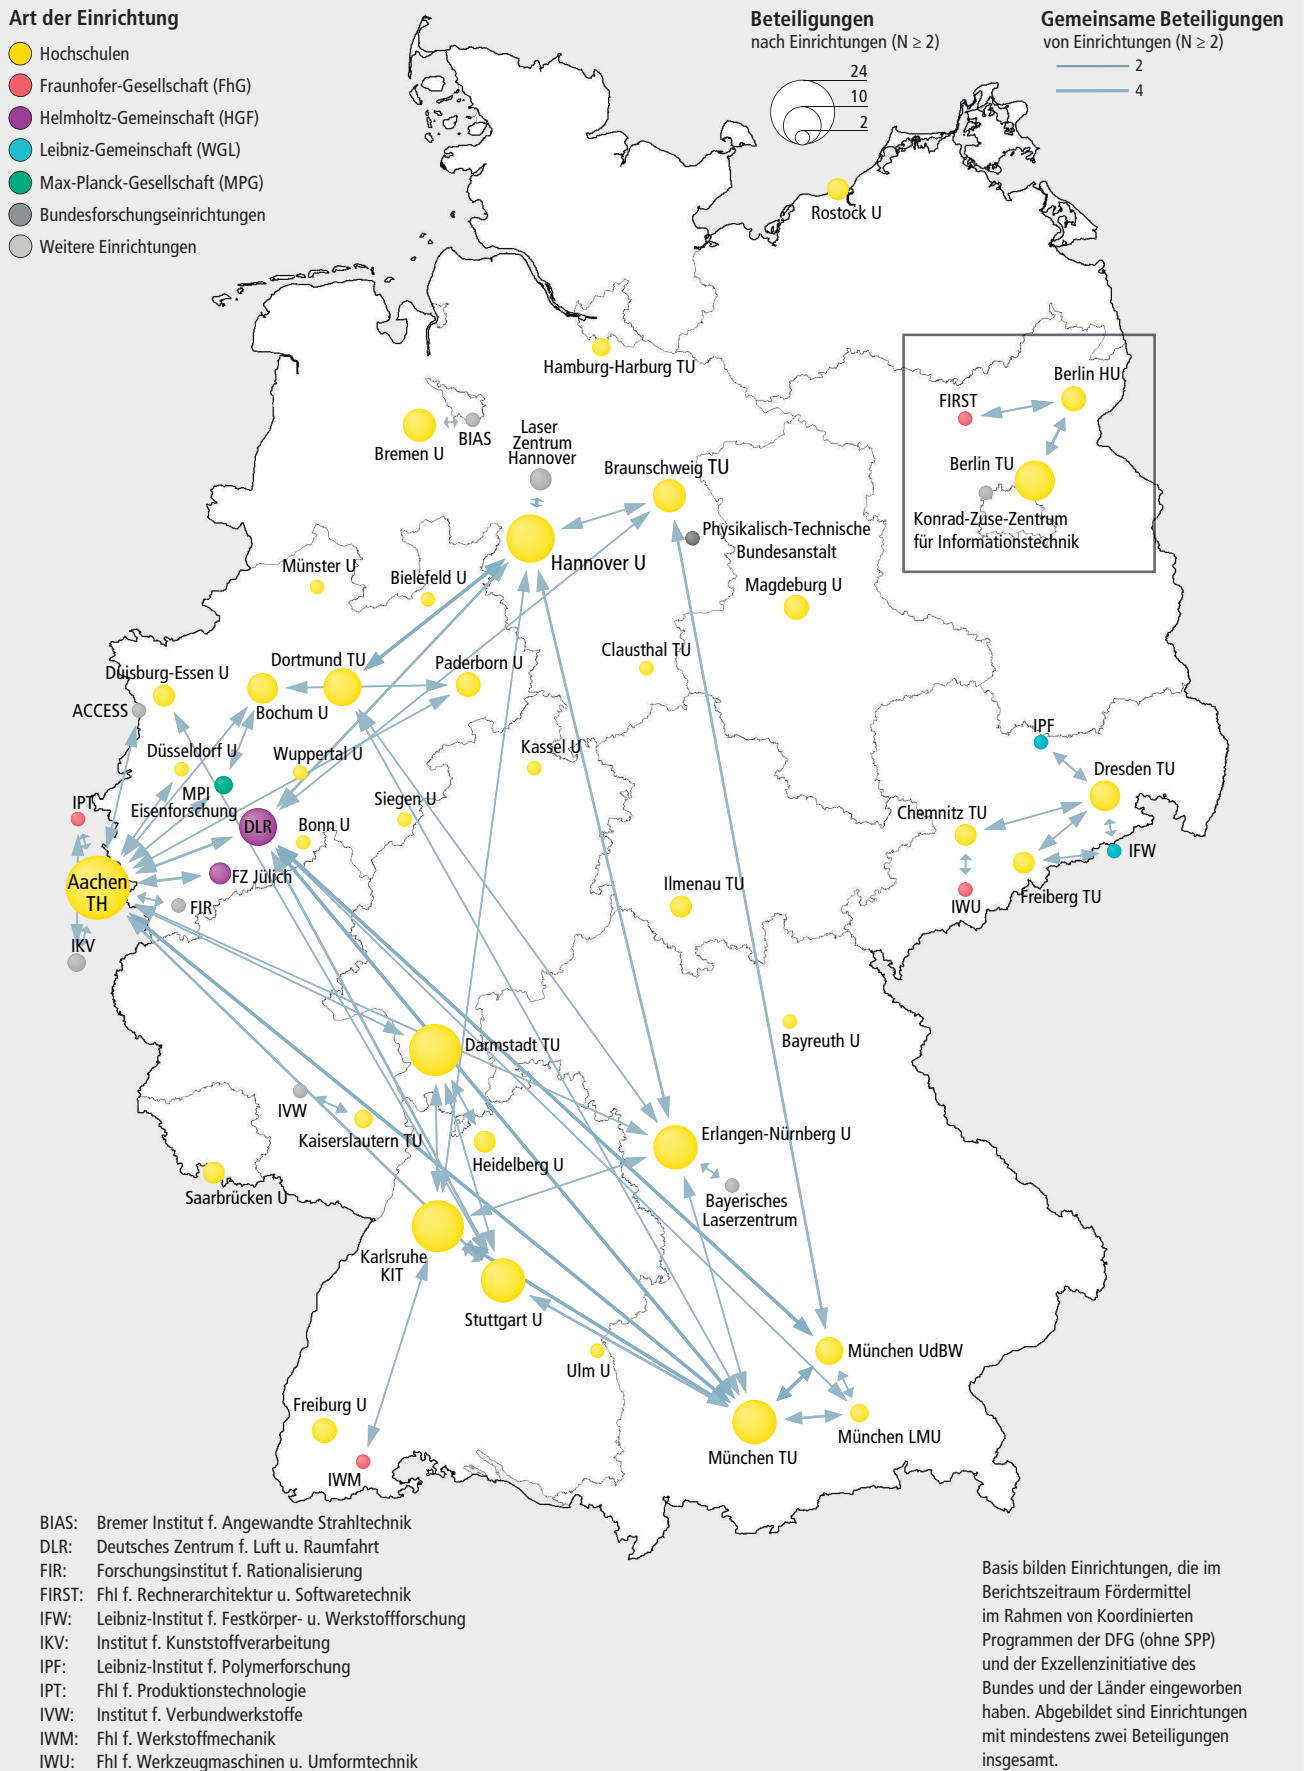 Art der Einrichtung
Hochschulen
Fraunhofer-Gesellschaft (FhG)
Helmholtz-Gemeinschaft (HGF)
Leibniz-Gemeinschaft (WGL)
Max-Planck-Gesellschaft (MPG)
Bundesforschungseinrichtungen
Weitere Einrichtungen
Beteiligungen
nach Einrichtungen (N ≥ 2)
24
10
2
Gemeinsame Beteiligungen
von Einrichtungen (N ≥ 2)
2
4
Rostock U
Hamburg-Harburg TU
Berlin HU
FIRST
Berlin TU
Konrad-Zuse-Zentrum
für Informationstechnik
Bremen U
BIAS
Laser
Zentrum
Hannover
Braunschweig TU
Hannover U
Physikalisch-Technische
Bundesanstalt
Magdeburg U
Münster U
Bielefeld U
Clausthal TU
Duisburg-Essen U
Dortmund TU
Paderborn U
Bochum U
ACCESS
Düsseldorf U
Wuppertal U
Kassel U
MPI
Eisenforschung
IPT
DLR
Bonn U
Siegen U
IPF
Dresden TU
Chemnitz TU
IFW
Freiberg TU
IWU
Aachen
TH
FZ Jülich
FIR
IKV
Ilmenau TU
Darmstadt TU
Bayreuth U
IVW
Kaiserslautern TU
Heidelberg U
Erlangen-Nürnberg U
Bayerisches
Laserzentrum
Saarbrücken U
Karlsruhe
KIT
Stuttgart U
Ulm U
München UdBW
Freiburg U
IWM
München LMU
München TU
BIAS: Bremer Institut f. Angewandte Strahltechnik
DLR: Deutsches Zentrum f. Luft u. Raumfahrt
FIR: Forschungsinstitut f. Rationalisierung
FIRST: FhI f. Rechnerarchitektur u. Softwaretechnik
IFW: Leibniz-Institut f. Festkörper- u. Werkstoffforschung
IKV: Institut f. Kunststoffverarbeitung
IPF: Leibniz-Institut f. Polymerforschung
IPT: FhI f. Produktionstechnologie
IVW: Institut f. Verbundwerkstoffe
IWM: FhI f. Werkstoffmechanik
IWU: FhI f. Werkzeugmaschinen u. Umformtechnik
Basis bilden Einrichtungen, die im
Berichtszeitraum Fördermittel
im Rahmen von Koordinierten
Programmen der DFG (ohne SPP)
und der Exzellenzinitiative des
Bundes und der Länder eingeworben
haben. Abgebildet sind Einrichtungen
mit mindestens zwei Beteiligungen
insgesamt.